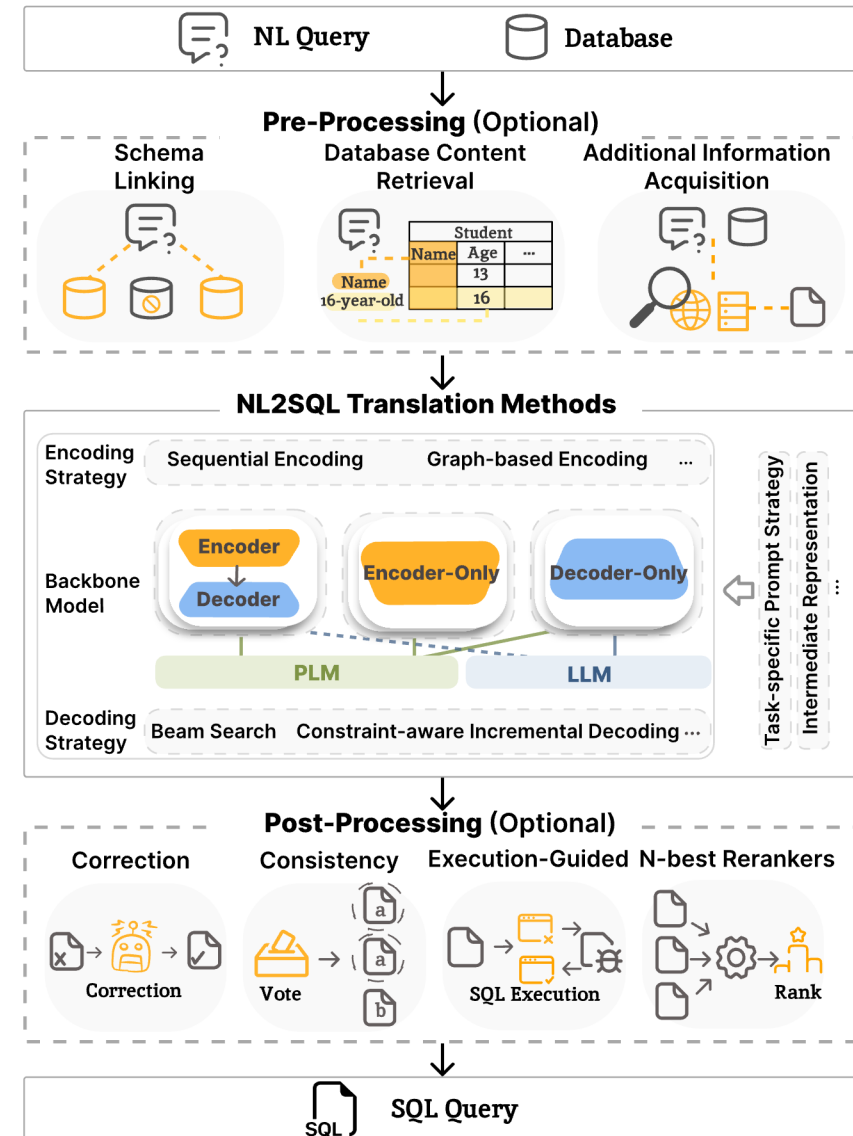 NL Query
Database
Pre-Processing (Optional)
Schema
Linking
Database Content
Retrieval
Additional Information
Acquisition
Student
Name Age ...
13
16
Name
16-year-old
NL2SQL Translation Methods
Encoding
Strategy
Sequential Encoding
Graph-based Encoding
...
Backbone
Model
Encoder
Decoder
Encoder-Only
Decoder-Only
PLM
LLM
Decoding
Strategy
Beam Search
Constraint-aware Incremental Decoding ...
Task-specific Prompt Strategy
Intermediate Representation
...
Post-Processing (Optional)
Correction
Consistency
Execution-Guided
N-best Rerankers
Correction
Vote
a
a
b
SQL Execution
Rank
SQL
SQL Query